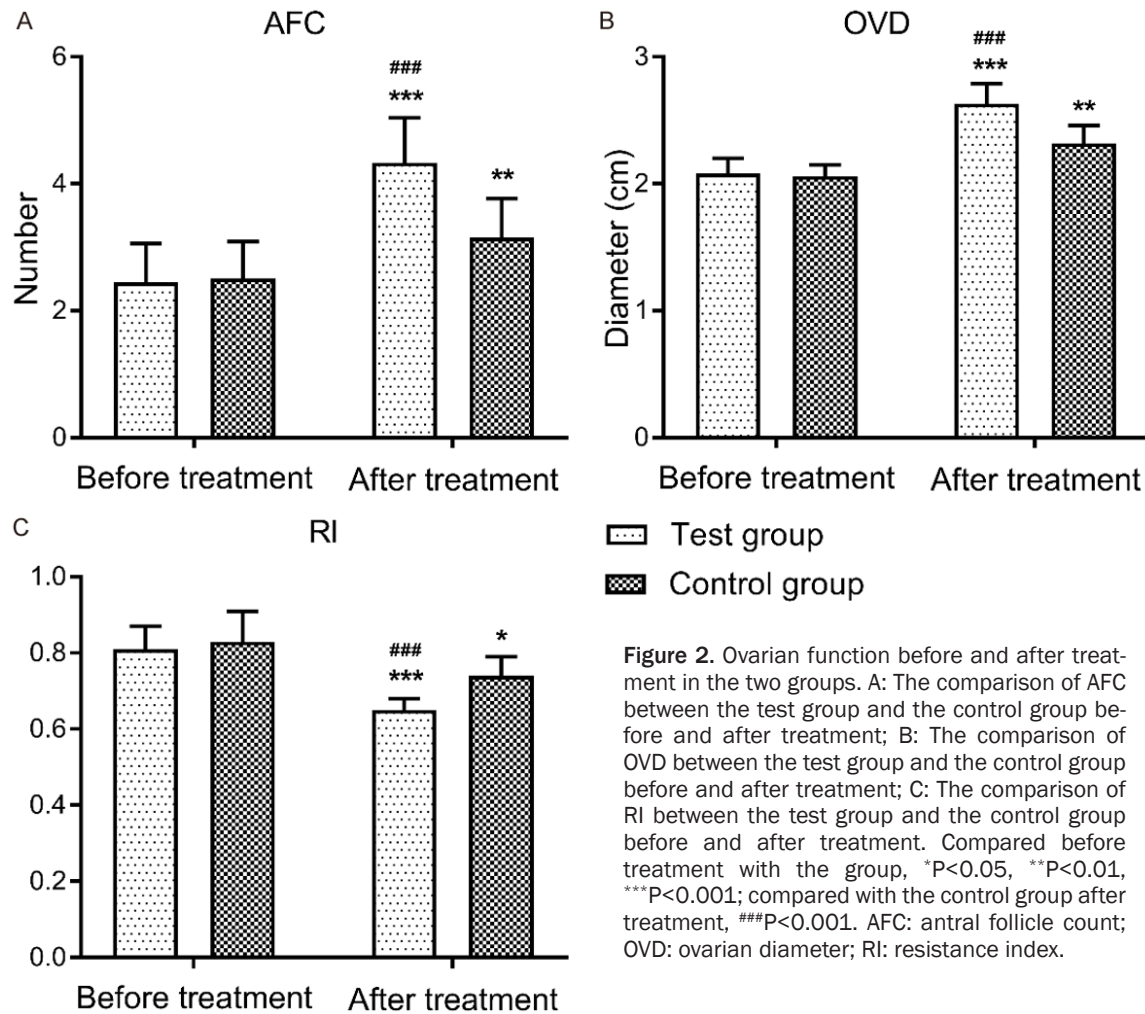 A
AFC
Number
6
4
2
0
###
***
**
Before treatment
After treatment
B
OVD
Diameter (cm)
3
2
1
0
###
***
**
Before treatment
After treatment
C
RI
1.0
0.8
0.6
0.4
0.2
0.0
###
***
*
Before treatment
After treatment
Test group
Control group
Figure 2. Ovarian function before and after treat-
ment in the two groups. A: The comparison of AFC
between the test group and the control group be-
fore and after treatment; B: The comparison of
OVD between the test group and the control group
before and after treatment; C: The comparison of
RI between the test group and the control group
before and after treatment. Compared before
treatment with the group, *P<0.05, **P<0.01,
***P<0.001; compared with the control group after
treatment, ###P<0.001. AFC: antral follicle count;
OVD: ovarian diameter; RI: resistance index.